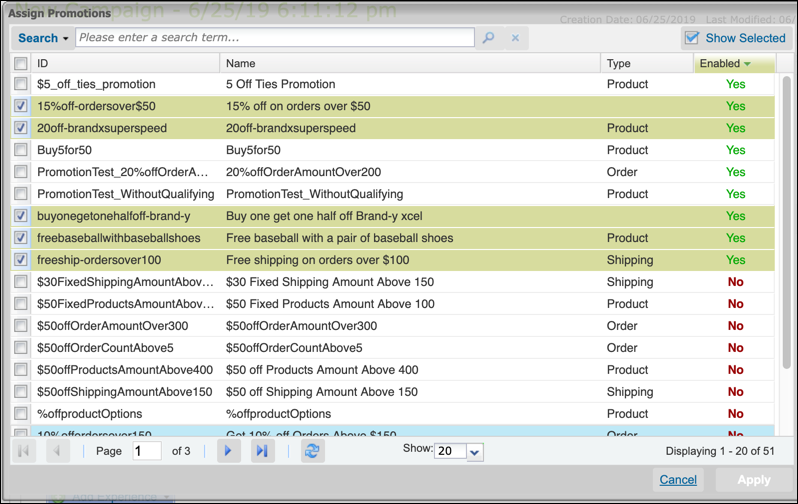 Campaign - 6/25/19 6:11:12 pm
Assign Promotions
Creation Date: 06/25/2019 Last Modified: 06/
Search Please enter a search term... Show Selected
ID Name Type Enabled
$5_off_ties_promotion 5 Off Ties Promotion Product Yes
15%off-ordersover$50 15% off on orders over $50 Yes
20off-brandxsuperspeed 20off-brandxsuperspeed Product Yes
Buy5for50 Buy5for50 Product Yes
PromotionTest_20%offOrderA... 20%offOrderAmountOver200 Order Yes
PromotionTest_WithoutQualifying PromotionTest_WithoutQualifying Product Yes
buyonegetonehalfoff-brand-y Buy one get one half off Brand-y xcel Yes
freebaseballwithbaseballshoes Free baseball with a pair of baseball shoes Product Yes
freeship-ordersover100 Free shipping on orders over $100 Shipping Yes
$30FixedShippingAmountAbov... $30 Fixed Shipping Amount Above 150 Shipping No
$50FixedProductsAmountAbov... $50 Fixed Products Amount Above 100 Product No
$50offOrderAmountOver300 $50offOrderAmountOver300 Order No
$50offOrderCountAbove5 $50offOrderCountAbove5 Order No
$50offProductsAmountAbove400 $50 off Products Amount Above 400 Product No
$50offShippingAmountAbove150 $50 off Shipping Amount Above 150 Shipping No
%offproductOptions %offproductOptions Product No
10%offordersover150 Get 10% off Orders Above $150 Order No
Page 1 of 3 Show: 20 Displaying 1 - 20 of 51
Cancel Apply
Add experience